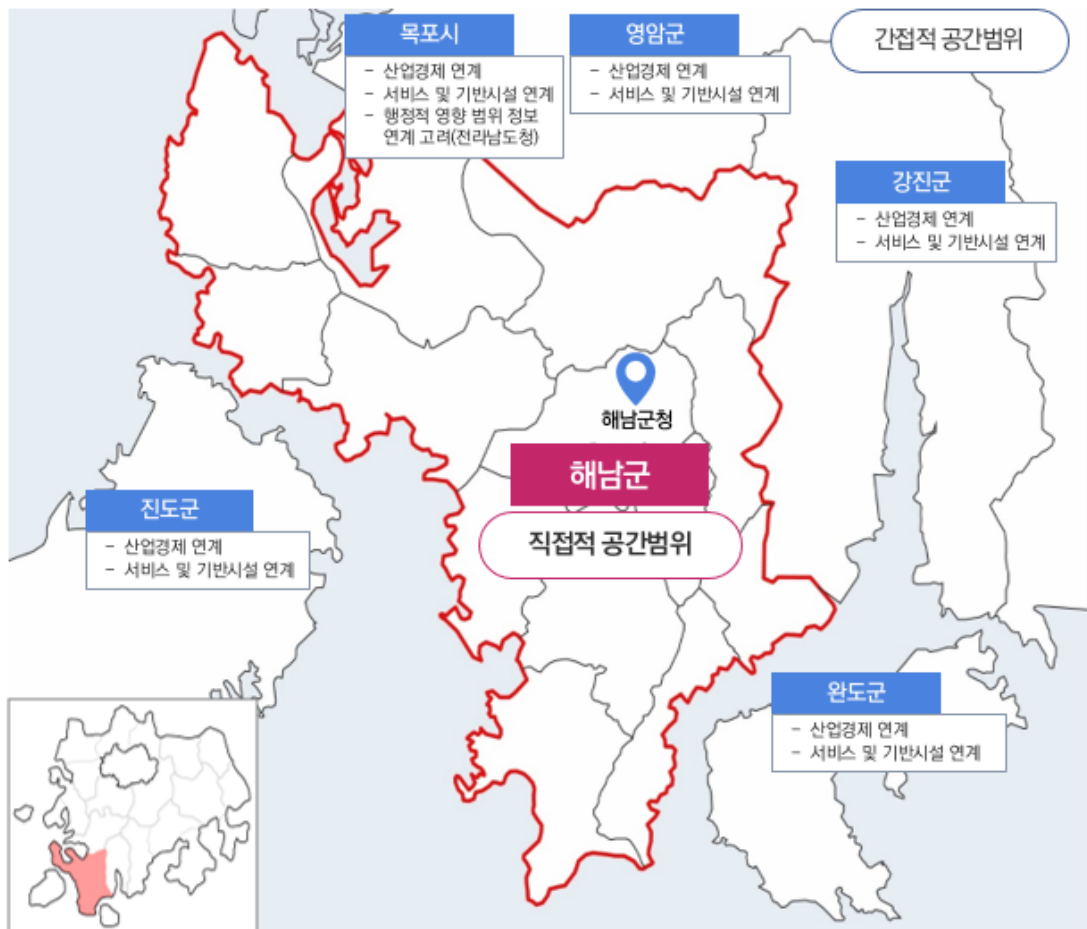 목포시
- 산업경제 연계
- 서비스 및 기반시설 연계
- 행정적 영향 범위 정보
연계 고려(전라남도청)
영암군
- 산업경제 연계
- 서비스 및 기반시설 연계
간접적 공간범위
강진군
- 산업경제 연계
- 서비스 및 기반시설 연계
해남군청
해남군
직접적 공간범위
진도군
- 산업경제 연계
- 서비스 및 기반시설 연계
완도군
- 산업경제 연계
- 서비스 및 기반시설 연계